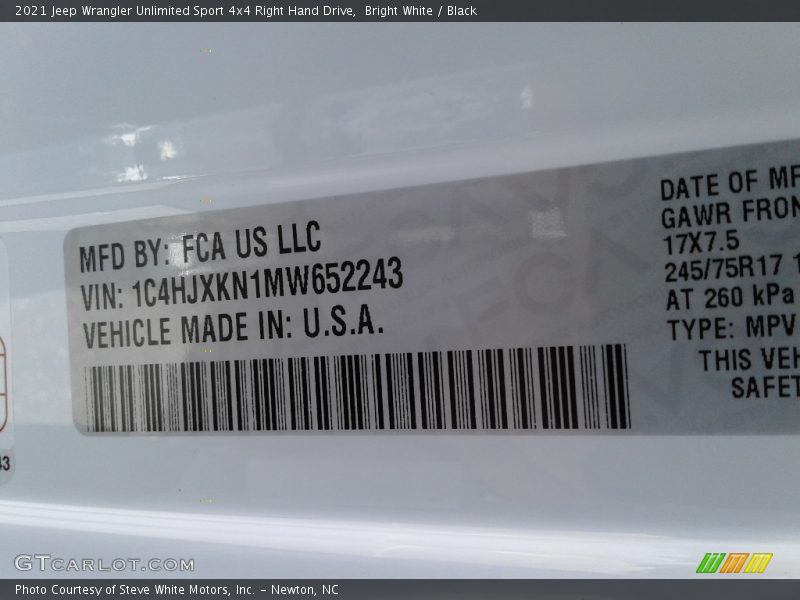 2021 Jeep Wrangler Unlimited Sport 4x4 Right Hand Drive,  Bright White / Black
MFD BY: FCA US LLC
VIN: 1C4HJXKN1MW652243
VEHICLE MADE IN: U.S.A.
DATE OF MF
GAWR FRON
17X7.5
245/75R17 1
AT 260 kPa
TYPE: MPV
THIS VEH
SAFET
43
GTCARLOT.COM
Photo Courtesy of Steve White Motors, Inc. – Newton, NC